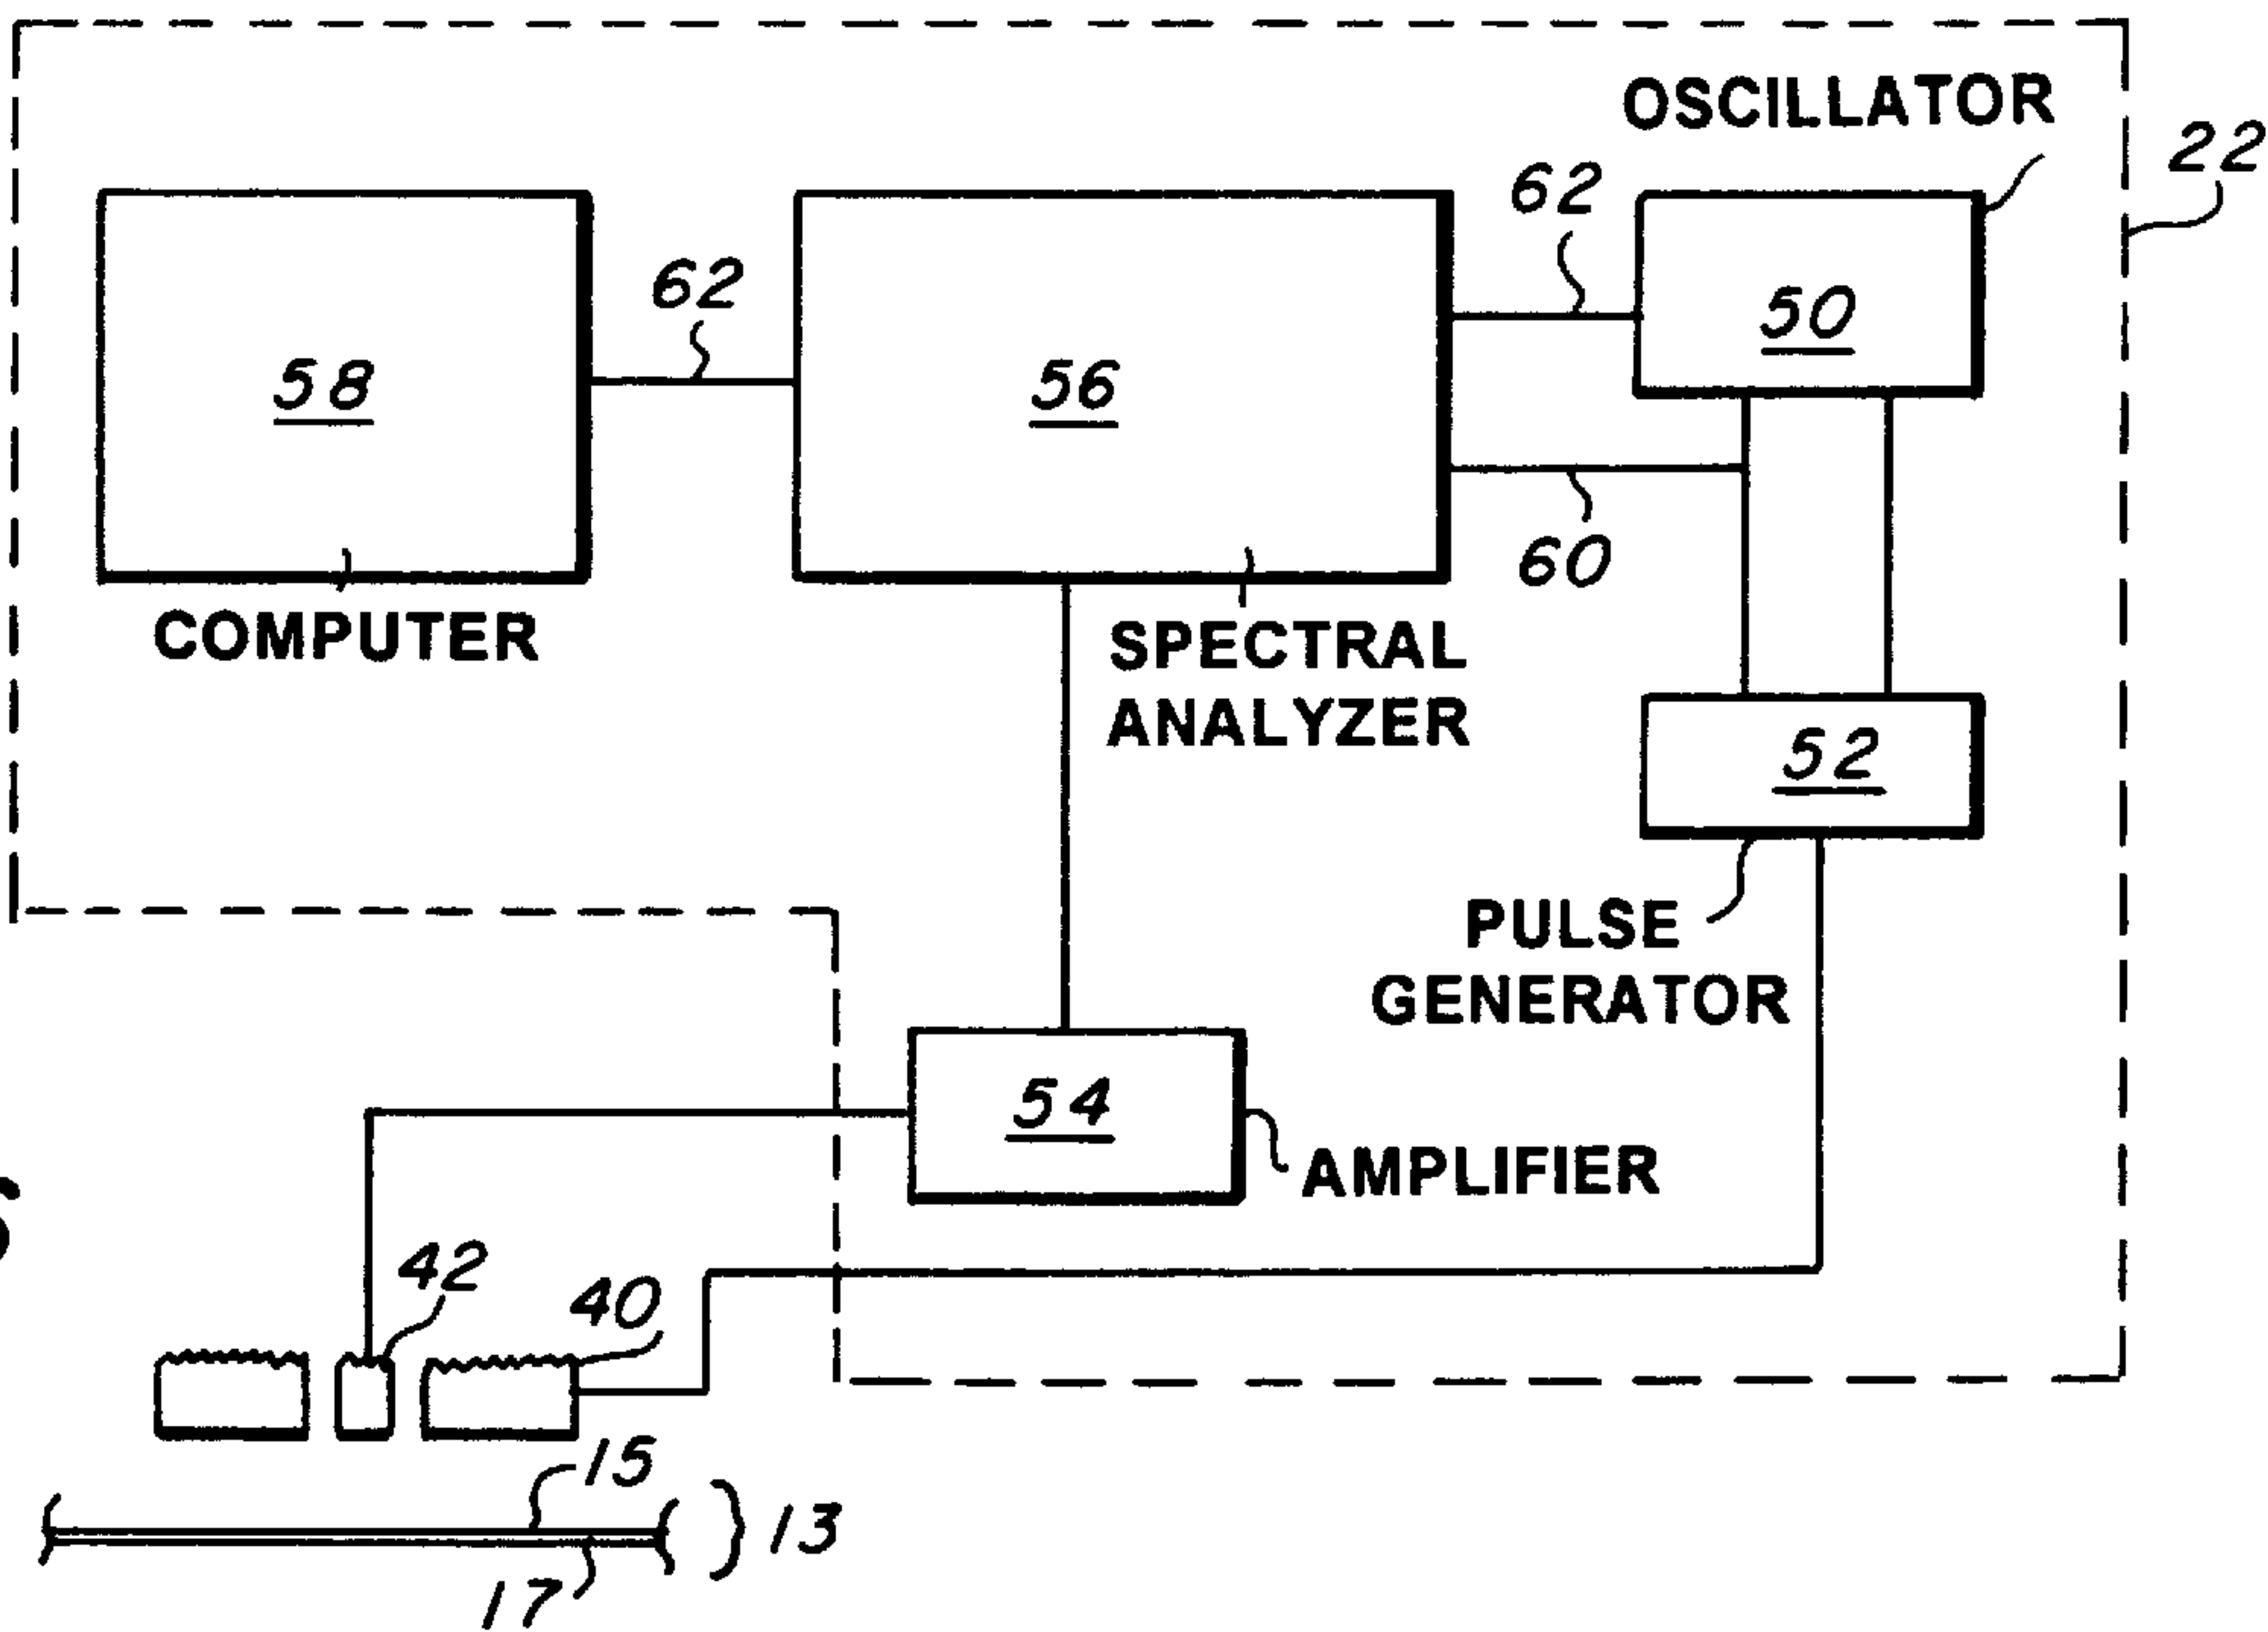 OSCILLATOR
22
62
50
62
58
56
60
COMPUTER
SPECTRAL
ANALYZER
52
PULSE
GENERATOR
54
AMPLIFIER
42
40
15
13
17